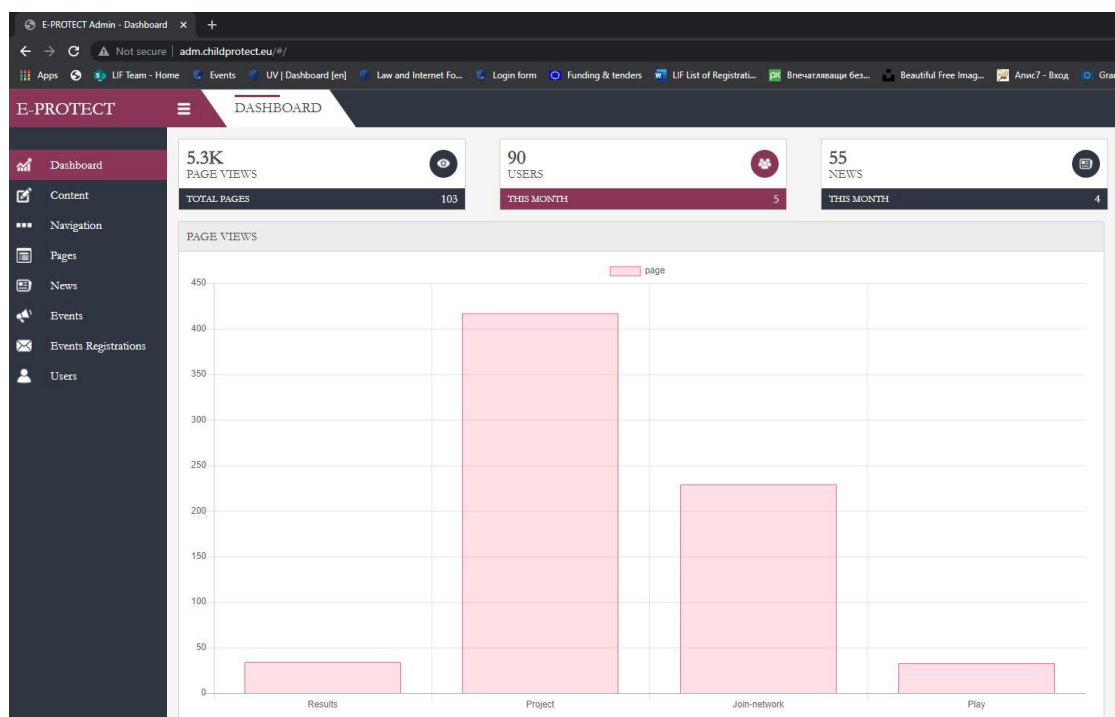 E-PROTECT Admin - Dashboard
Not secure | adm.childprotect.eu/#/
Apps LIF Team - Home Events UV | Dashboard [en] Law and Internet Fo... Login form Funding & tenders LIF List of Registrati... Впечатляващи без... Beautiful Free Imag... Апис7 - Вход Gra
E-PROTECT DASHBOARD
Dashboard
Content
Navigation
Pages
News
Events
Events Registrations
Users
5.3K
PAGE VIEWS
TOTAL PAGES 103
90
USERS
THIS MONTH 5
55
NEWS
THIS MONTH 4
PAGE VIEWS
page
450
400
350
300
250
200
150
100
50
0
Results Project Join-network Play